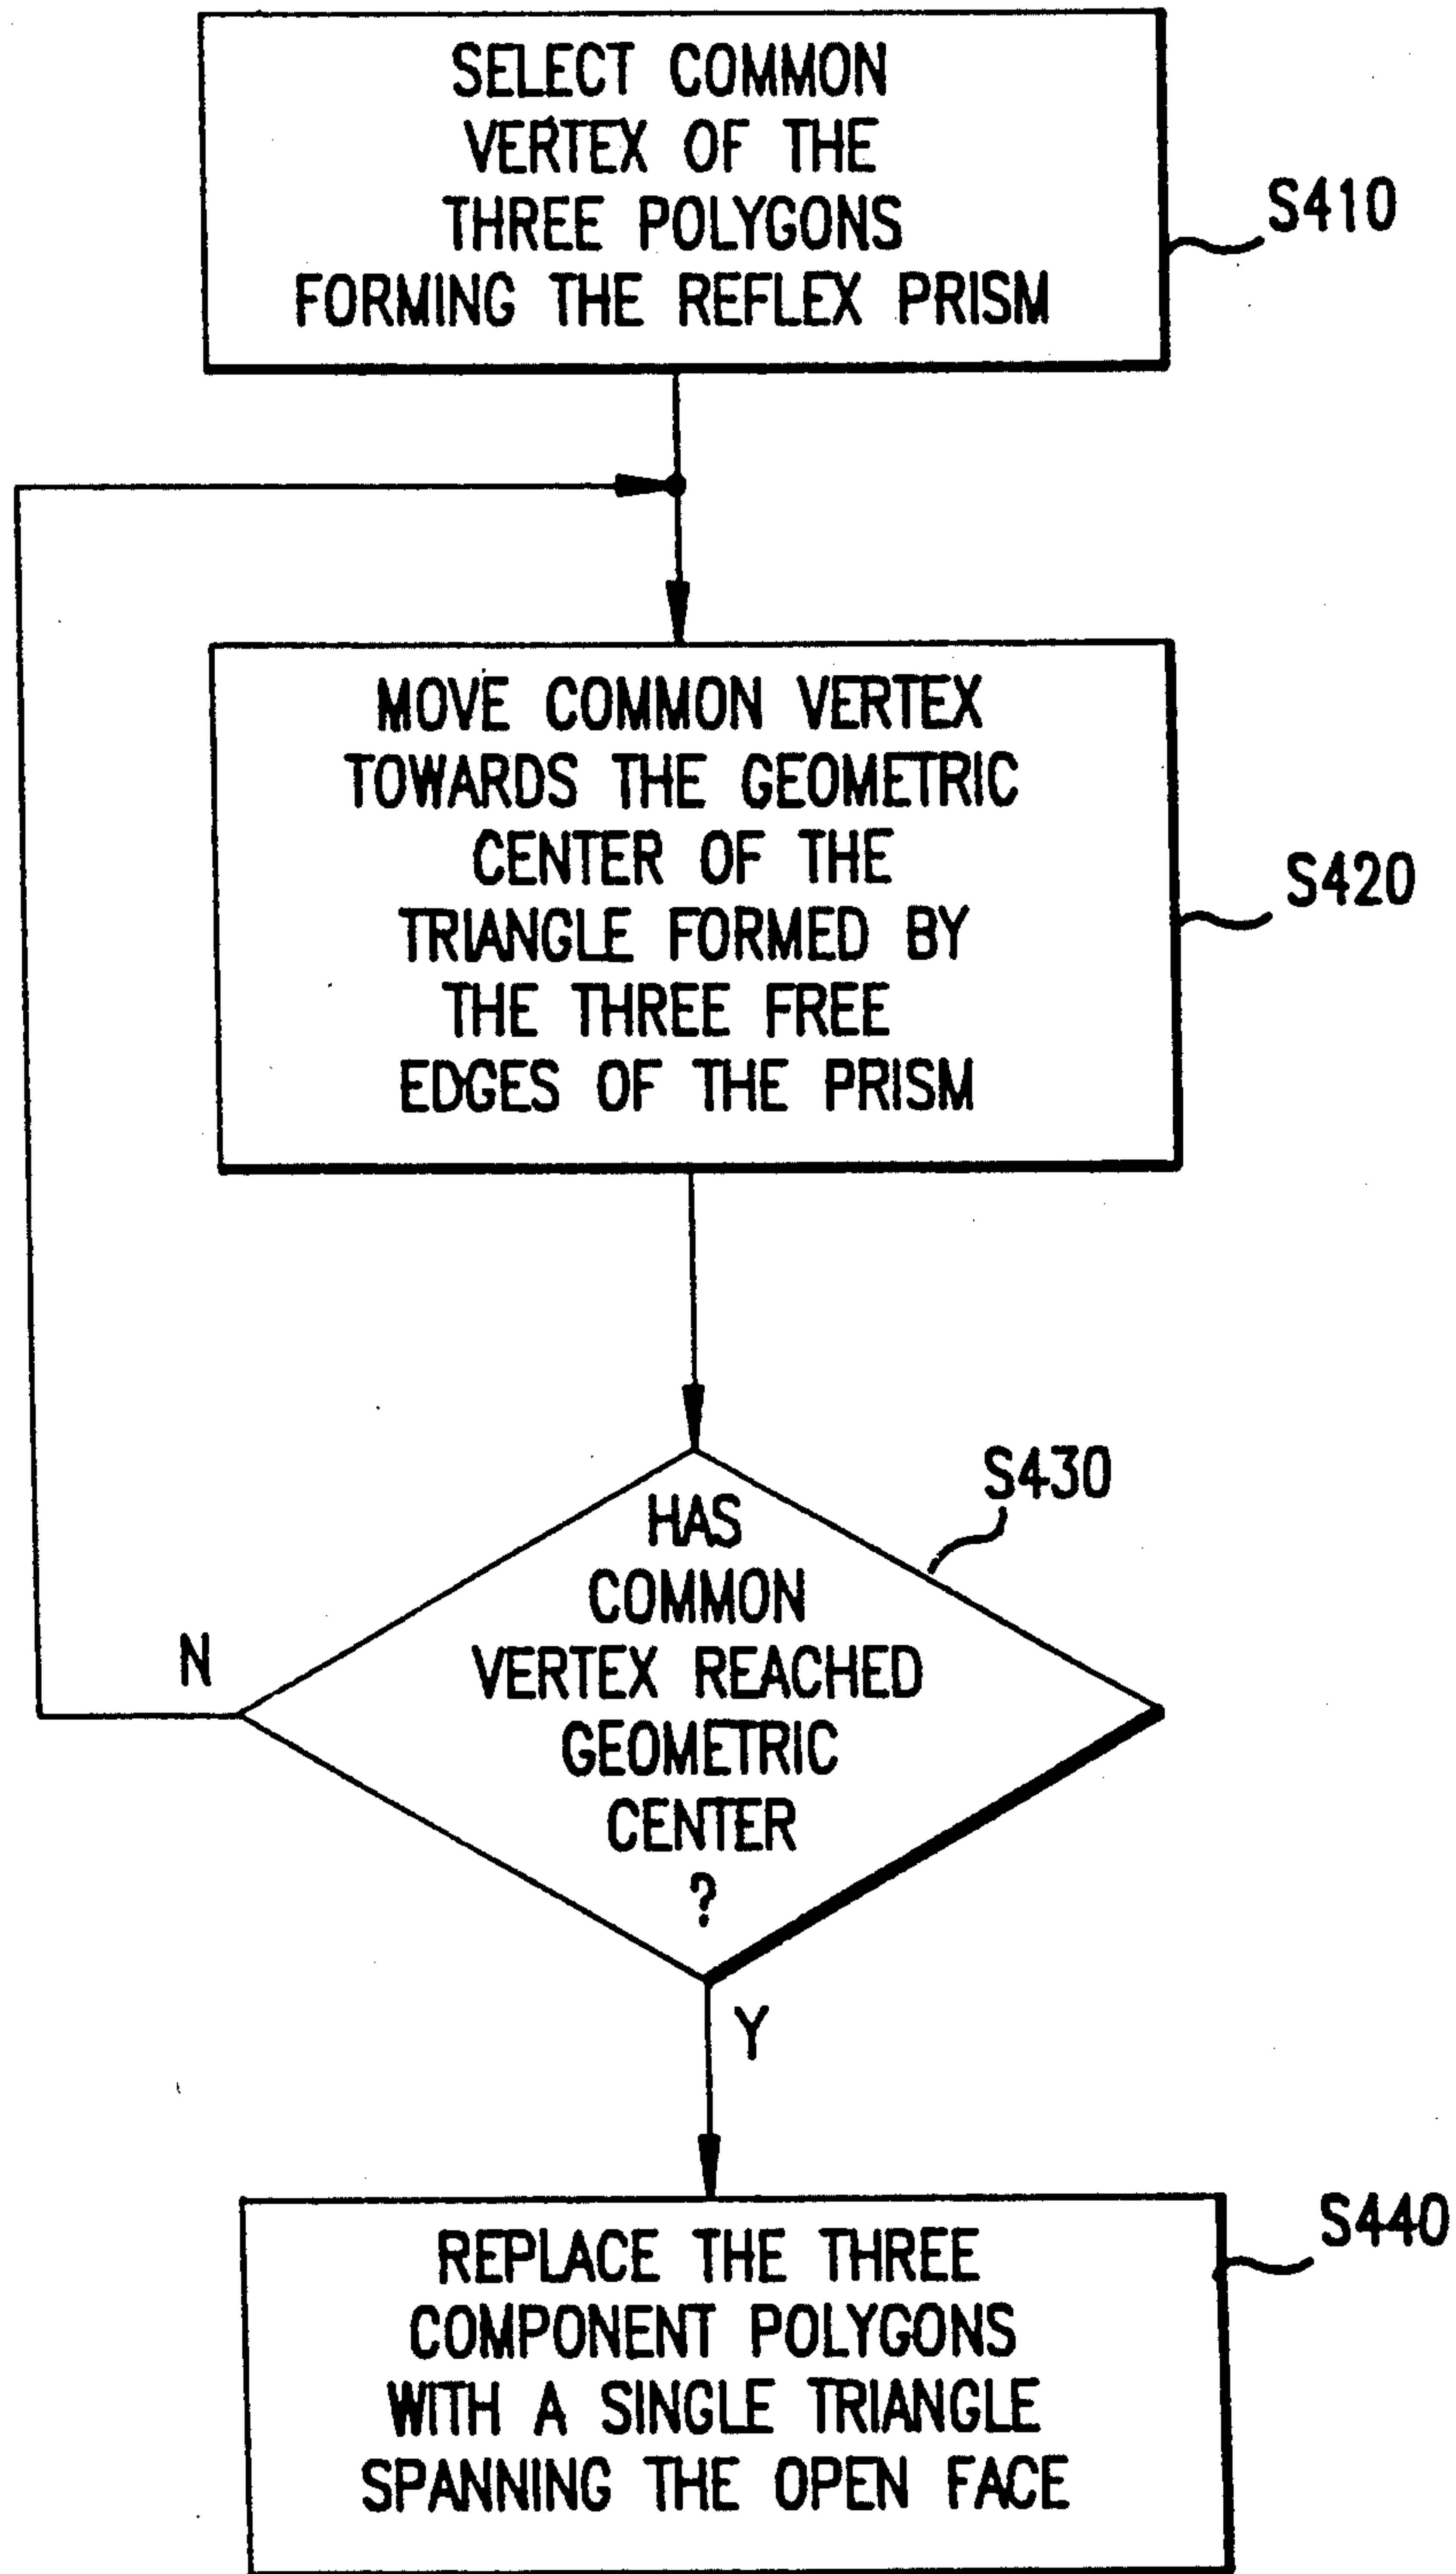 SELECT COMMON
VERTEX OF THE
THREE POLYGONS
FORMING THE REFLEX PRISM
S410
MOVE COMMON VERTEX
TOWARDS THE GEOMETRIC
CENTER OF THE
TRIANGLE FORMED BY
THE THREE FREE
EDGES OF THE PRISM
S420
S430
HAS
COMMON
VERTEX REACHED
GEOMETRIC
CENTER
?
N
Y
REPLACE THE THREE
COMPONENT POLYGONS
WITH A SINGLE TRIANGLE
SPANNING THE OPEN FACE
S440